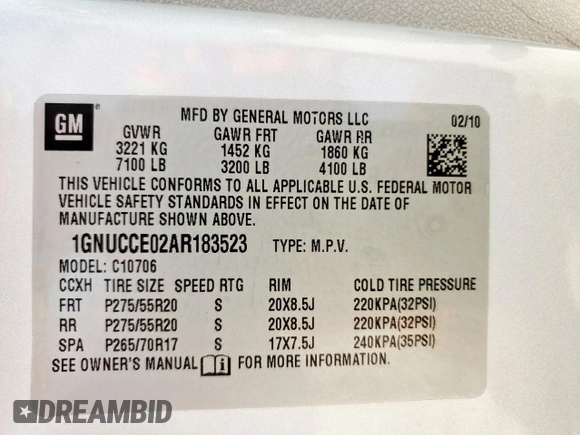 GM ®
MFD BY GENERAL MOTORS LLC 02/10
GVWR GAWR FRT GAWR RR
3221 KG 1452 KG 1860 KG
7100 LB 3200 LB 4100 LB
THIS VEHICLE CONFORMS TO ALL APPLICABLE U.S. FEDERAL MOTOR
VEHICLE SAFETY STANDARDS IN EFFECT ON THE DATE OF
MANUFACTURE SHOWN ABOVE.
1GNUCCE02AR183523 TYPE: M.P.V.
MODEL: C10706
CCXH TIRE SIZE SPEED RTG RIM COLD TIRE PRESSURE
FRT P275/55R20 S 20X8.5J 220KPA(32PSI)
RR P275/55R20 S 20X8.5J 220KPA(32PSI)
SPA P265/70R17 S 17X7.5J 240KPA(35PSI)
SEE OWNER'S MANUAL FOR MORE INFORMATION.
DREAMBID